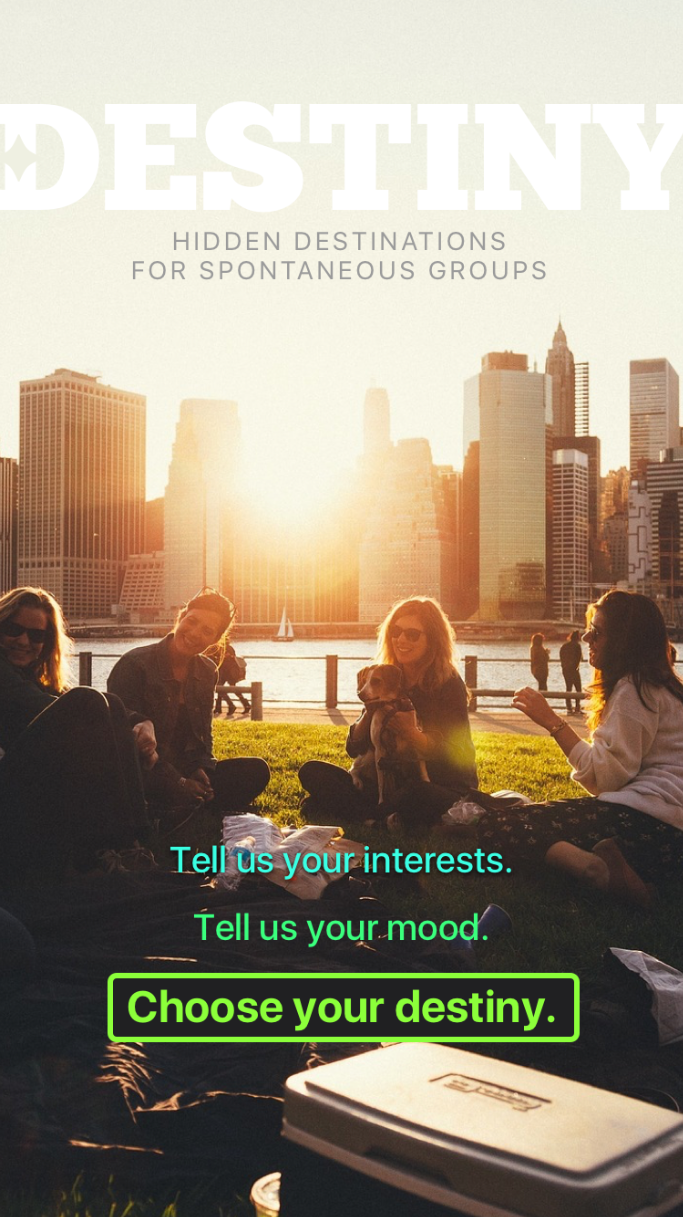 DESTINY
HIDDEN DESTINATIONS
FOR SPONTANEOUS GROUPS
Tell us your interests.
Tell us your mood.
Choose your destiny.